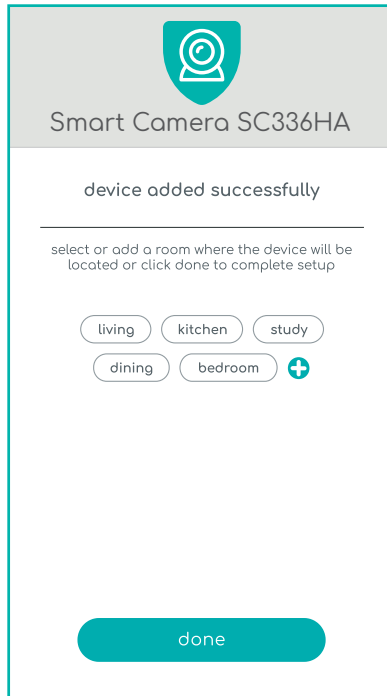 Smart Camera SC336HA
device added successfully
select or add a room where the device will be
located or click done to complete setup
living kitchen study
dining bedroom
done